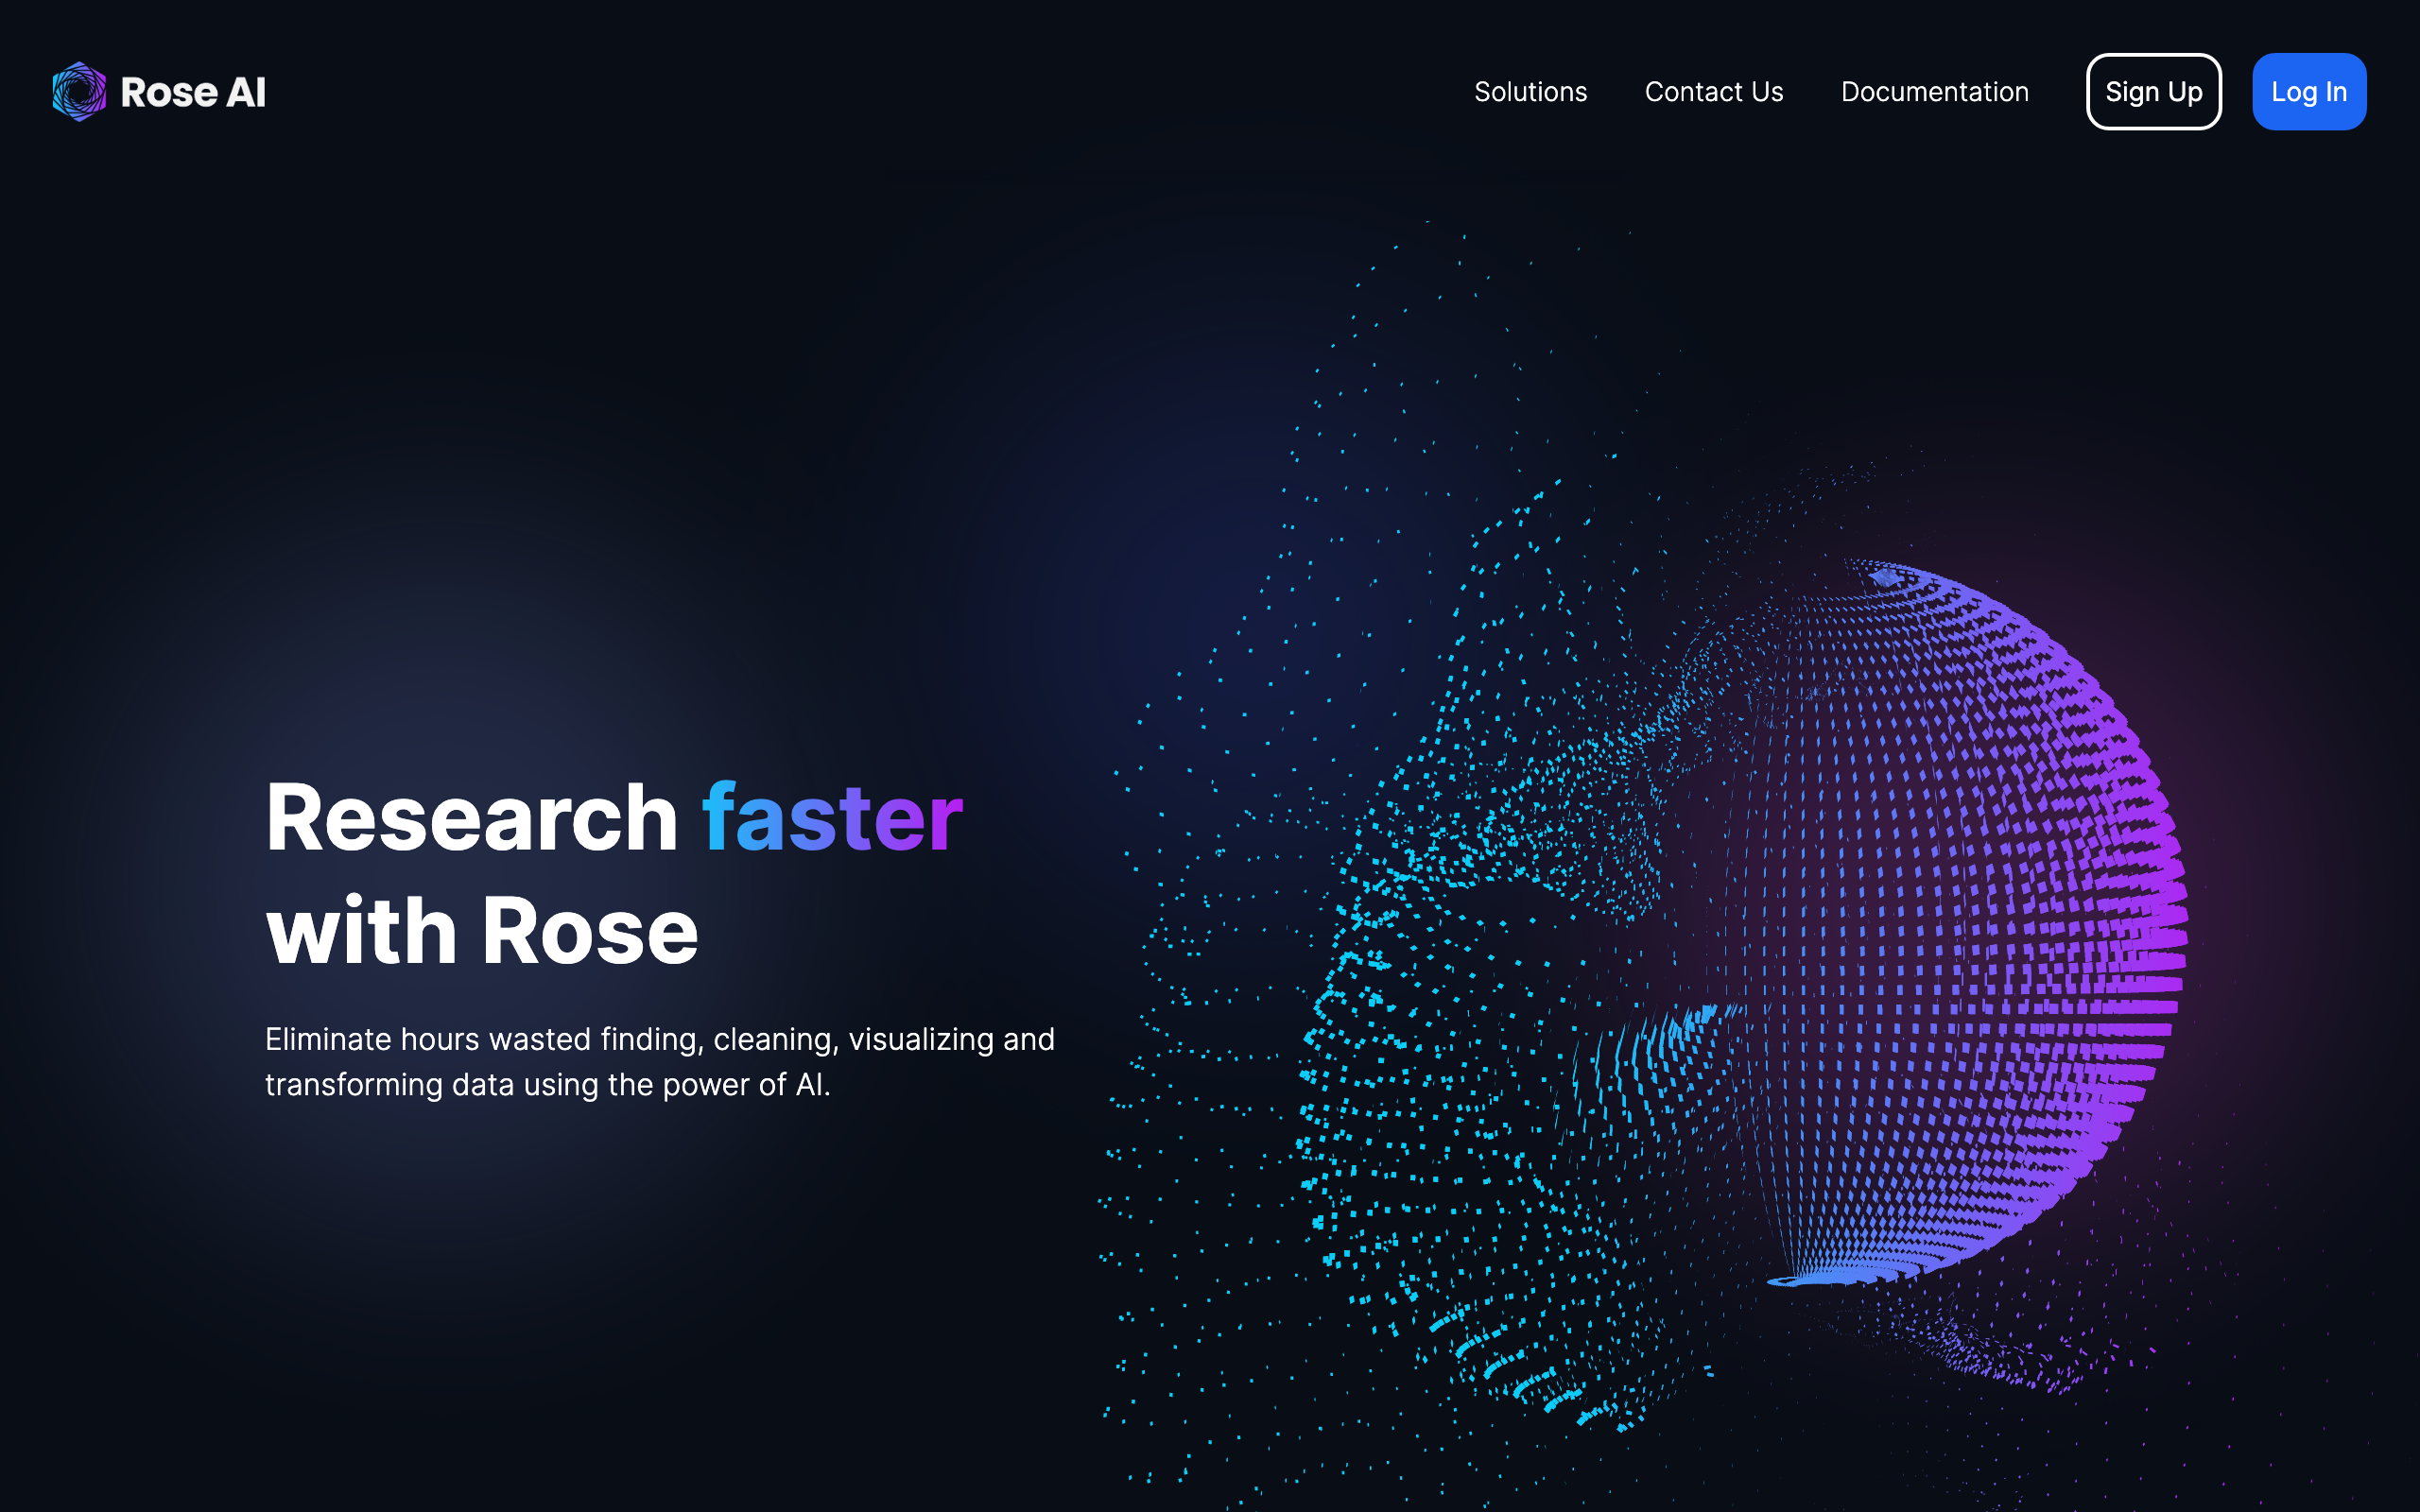 Rose AI
Solutions
Contact Us
Documentation
Sign Up
Log In
Research faster
with Rose
Eliminate hours wasted finding, cleaning, visualizing and
transforming data using the power of AI.